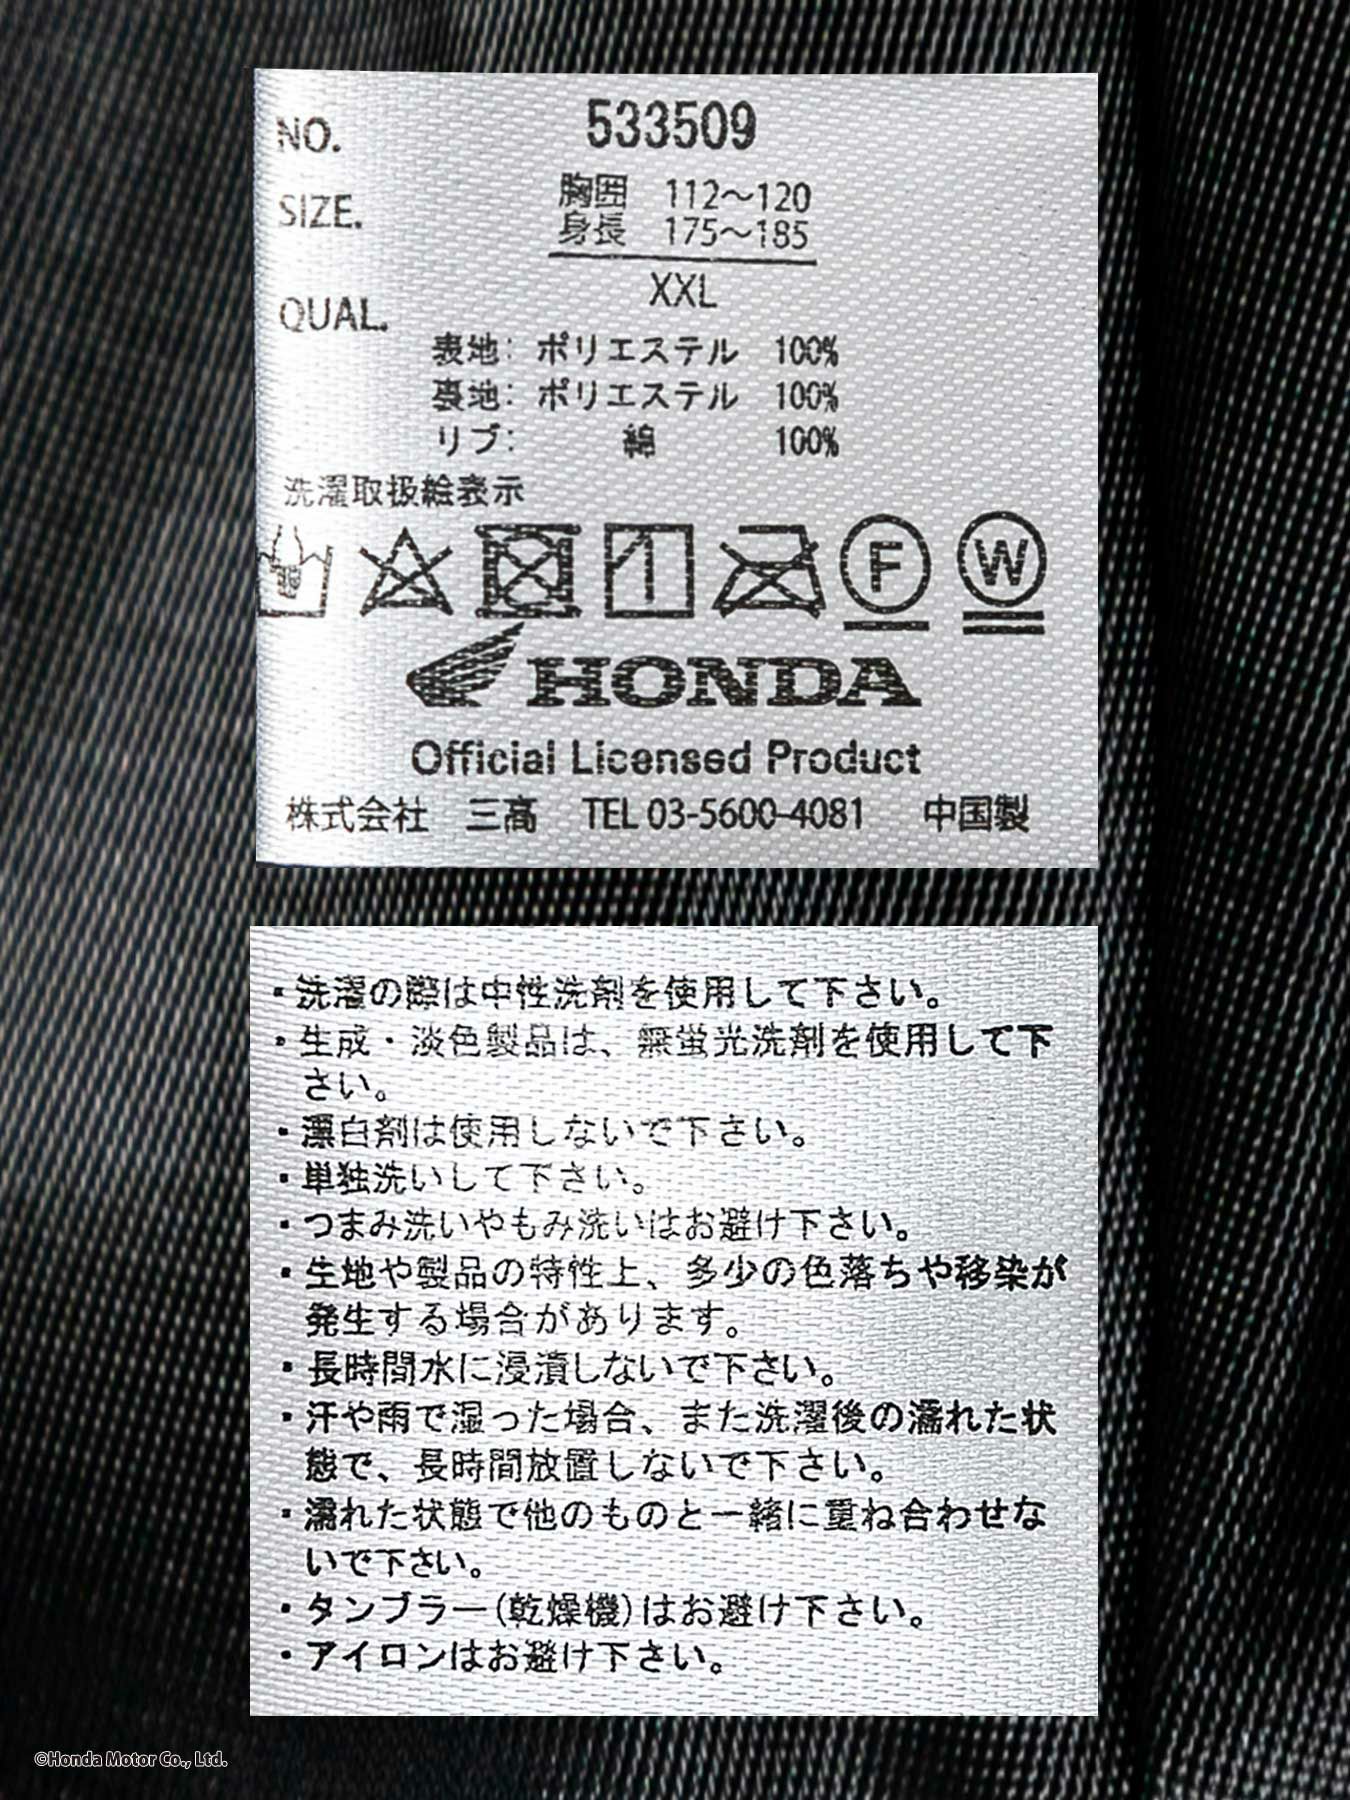 NO. 533509
SIZE. 胸囲 112〜120
身長 175〜185
XXL
QUAL.
表地: ポリエステル 100%
裏地: ポリエステル 100%
リブ: 綿 100%
洗濯取扱絵表示
F W
HONDA
Official Licensed Product
株式会社 三高 TEL 03-5600-4081 中国製
・洗濯の際は中性洗剤を使用して下さい。
・生成・淡色製品は、無蛍光洗剤を使用して下
さい。
・漂白剤は使用しないで下さい。
・単独洗いして下さい。
・つまみ洗いやもみ洗いはお避け下さい。
・生地や製品の特性上、多少の色落ちや移染が
発生する場合があります。
・長時間水に浸漬しないで下さい。
・汗や雨で湿った場合、また洗濯後の濡れた状
態で、長時間放置しないで下さい。
・濡れた状態で他のものと一緒に重ね合わせな
いで下さい。
・タンブラー(乾燥機)はお避け下さい。
・アイロンはお避け下さい。
©Honda Motor Co., Ltd.